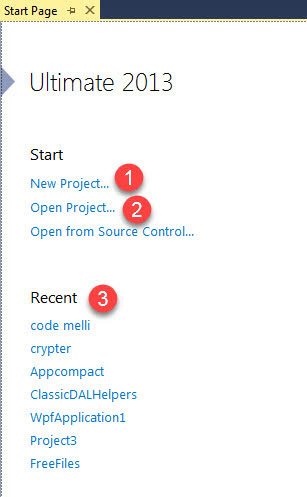 Start Page
Ultimate 2013
Start
New Project... 1
Open Project... 2
Open from Source Control...
Recent 3
code melli
crypter
Appcompact
ClassicDALHelpers
WpfApplication1
Project3
FreeFiles